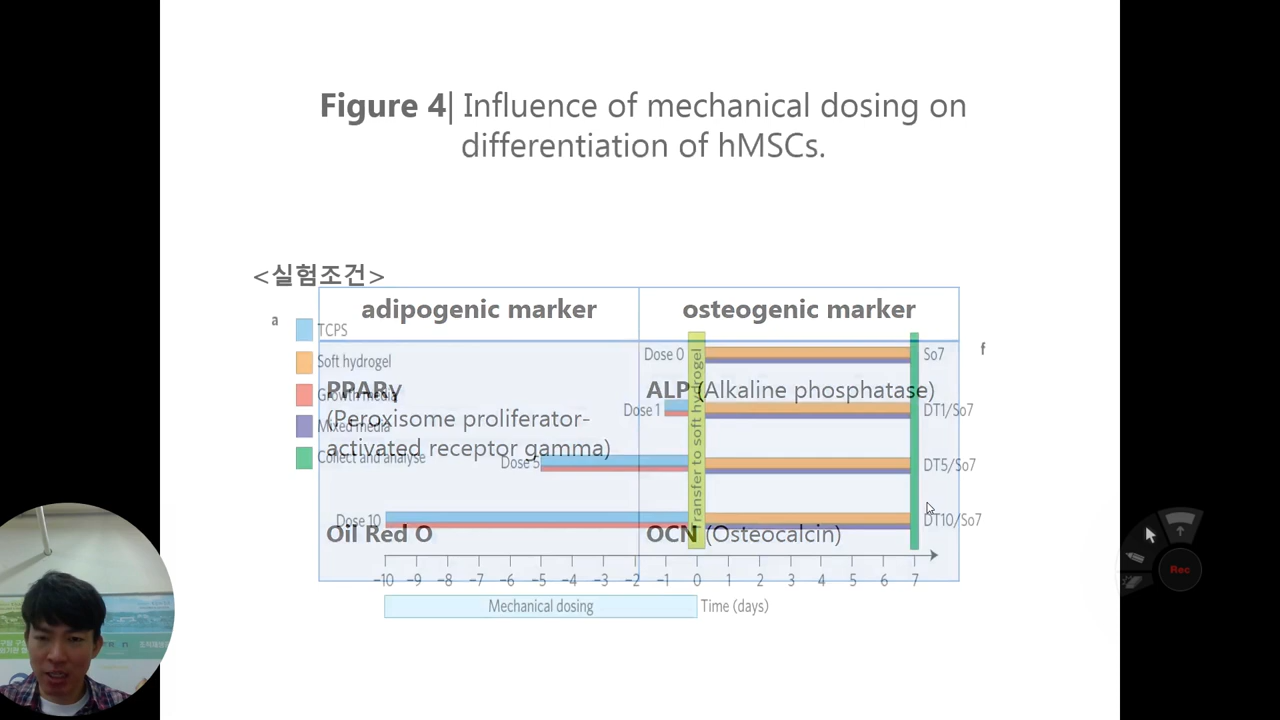 Figure 4| Influence of mechanical dosing on
differentiation of hMSCs.
<실험조건>
adipogenic marker
osteogenic marker
PPARγ
(Peroxisome proliferator-
activated receptor gamma)
ALP (Alkaline phosphatase)
Oil Red O
OCN (Osteocalcin)
a
TCPS
Soft hydrogel
Growth media
Mixed media
Collect and analyse
Dose 0
So7
Dose 1
DT1/So7
Dose 5
DT5/So7
Dose 10
DT10/So7
Transfer to soft hydrogel
f
−10 −9 −8 −7 −6 −5 −4 −3 −2 −1 0 1 2 3 4 5 6 7
Mechanical dosing
Time (days)
Rec